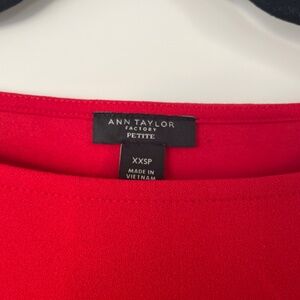 ANN TAYLOR
FACTORY
PETITE
XXSP
MADE IN
VIETNAM